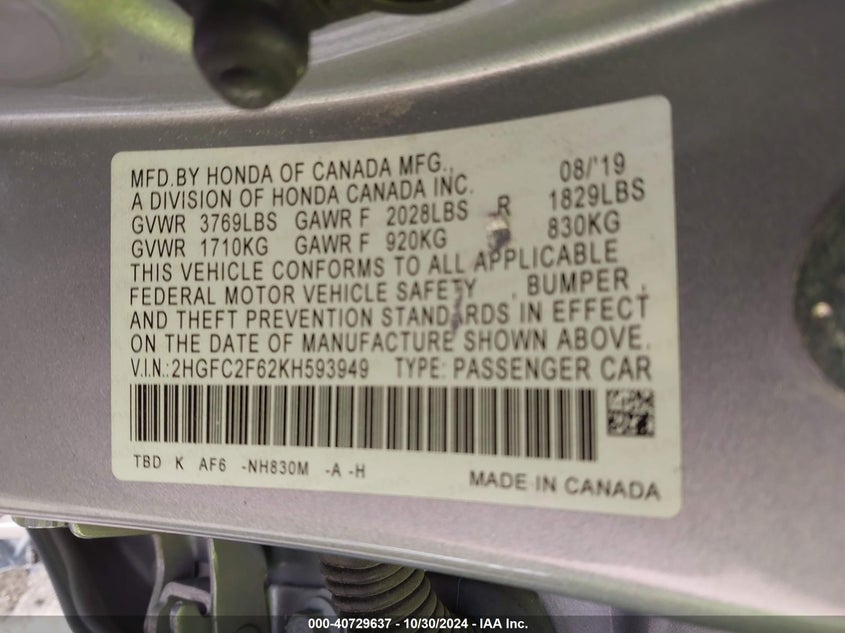 MFD.BY HONDA OF CANADA MFG., 08/'19
A DIVISION OF HONDA CANADA INC.
GVWR 3769LBS GAWR F 2028LBS R 1829LBS
GVWR 1710KG GAWR F 920KG 830KG
THIS VEHICLE CONFORMS TO ALL APPLICABLE
FEDERAL MOTOR VEHICLE SAFETY , BUMPER ,
AND THEFT PREVENTION STANDARDS IN EFFECT
ON THE DATE OF MANUFACTURE SHOWN ABOVE.
V.I.N.:2HGFC2F62KH593949 TYPE: PASSENGER CAR
TBD K AF6 -NH830M -A -H
MADE IN CANADA
000-40729637 - 10/30/2024 - IAA Inc.